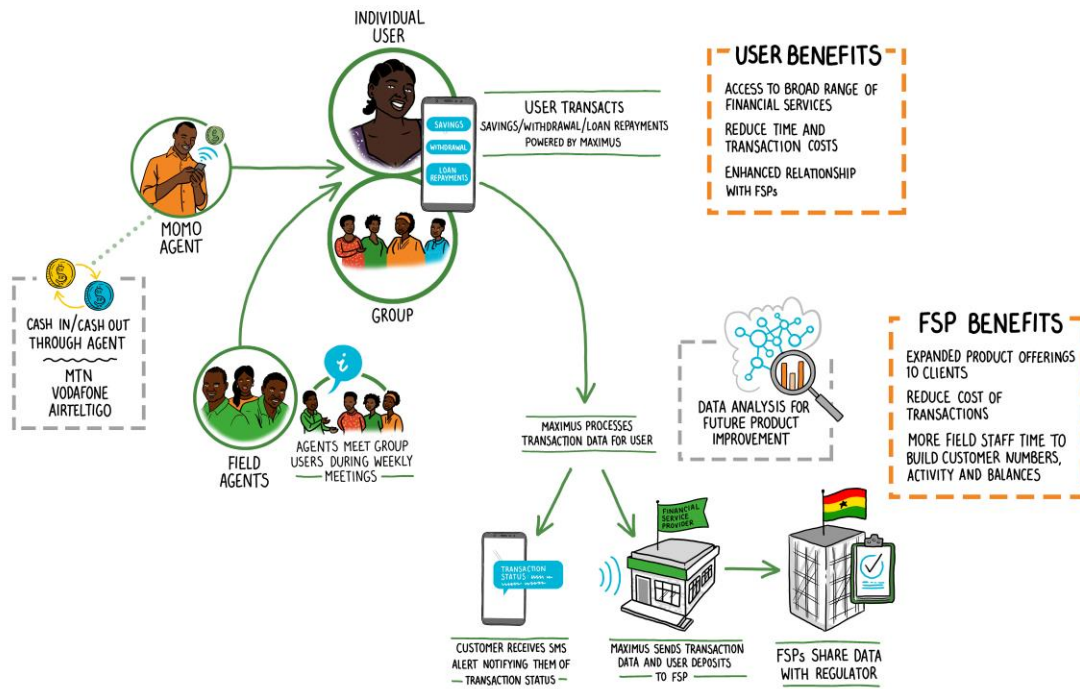 INDIVIDUAL
USER
SAVINGS
WITHDRAWAL
LOAN
REPAYMENTS
USER TRANSACTS
SAVINGS/WITHDRAWAL/LOAN REPAYMENTS
POWERED BY MAXIMUS
USER BENEFITS
ACCESS TO BROAD RANGE OF
FINANCIAL SERVICES
REDUCE TIME AND
TRANSACTION COSTS
ENHANCED RELATIONSHIP
WITH FSPs
MOMO
AGENT
CASH IN/CASH OUT
THROUGH AGENT
MTN
VODAFONE
AIRTELTIGO
GROUP
FIELD
AGENTS
i
AGENTS MEET GROUP
USERS DURING WEEKLY
MEETINGS
MAXIMUS PROCESSES
TRANSACTION DATA FOR USER
DATA ANALYSIS FOR
FUTURE PRODUCT
IMPROVEMENT
FSP BENEFITS
EXPANDED PRODUCT OFFERINGS
TO CLIENTS
REDUCE COST OF
TRANSACTIONS
MORE FIELD STAFF TIME TO
BUILD CUSTOMER NUMBERS,
ACTIVITY AND BALANCES
TRANSACTION
STATUS
CUSTOMER RECEIVES SMS
ALERT NOTIFYING THEM OF
TRANSACTION STATUS
FINANCIAL
SERVICE
PROVIDER
MAXIMUS SENDS TRANSACTION
DATA AND USER DEPOSITS
TO FSP
FSPs SHARE DATA
WITH REGULATOR